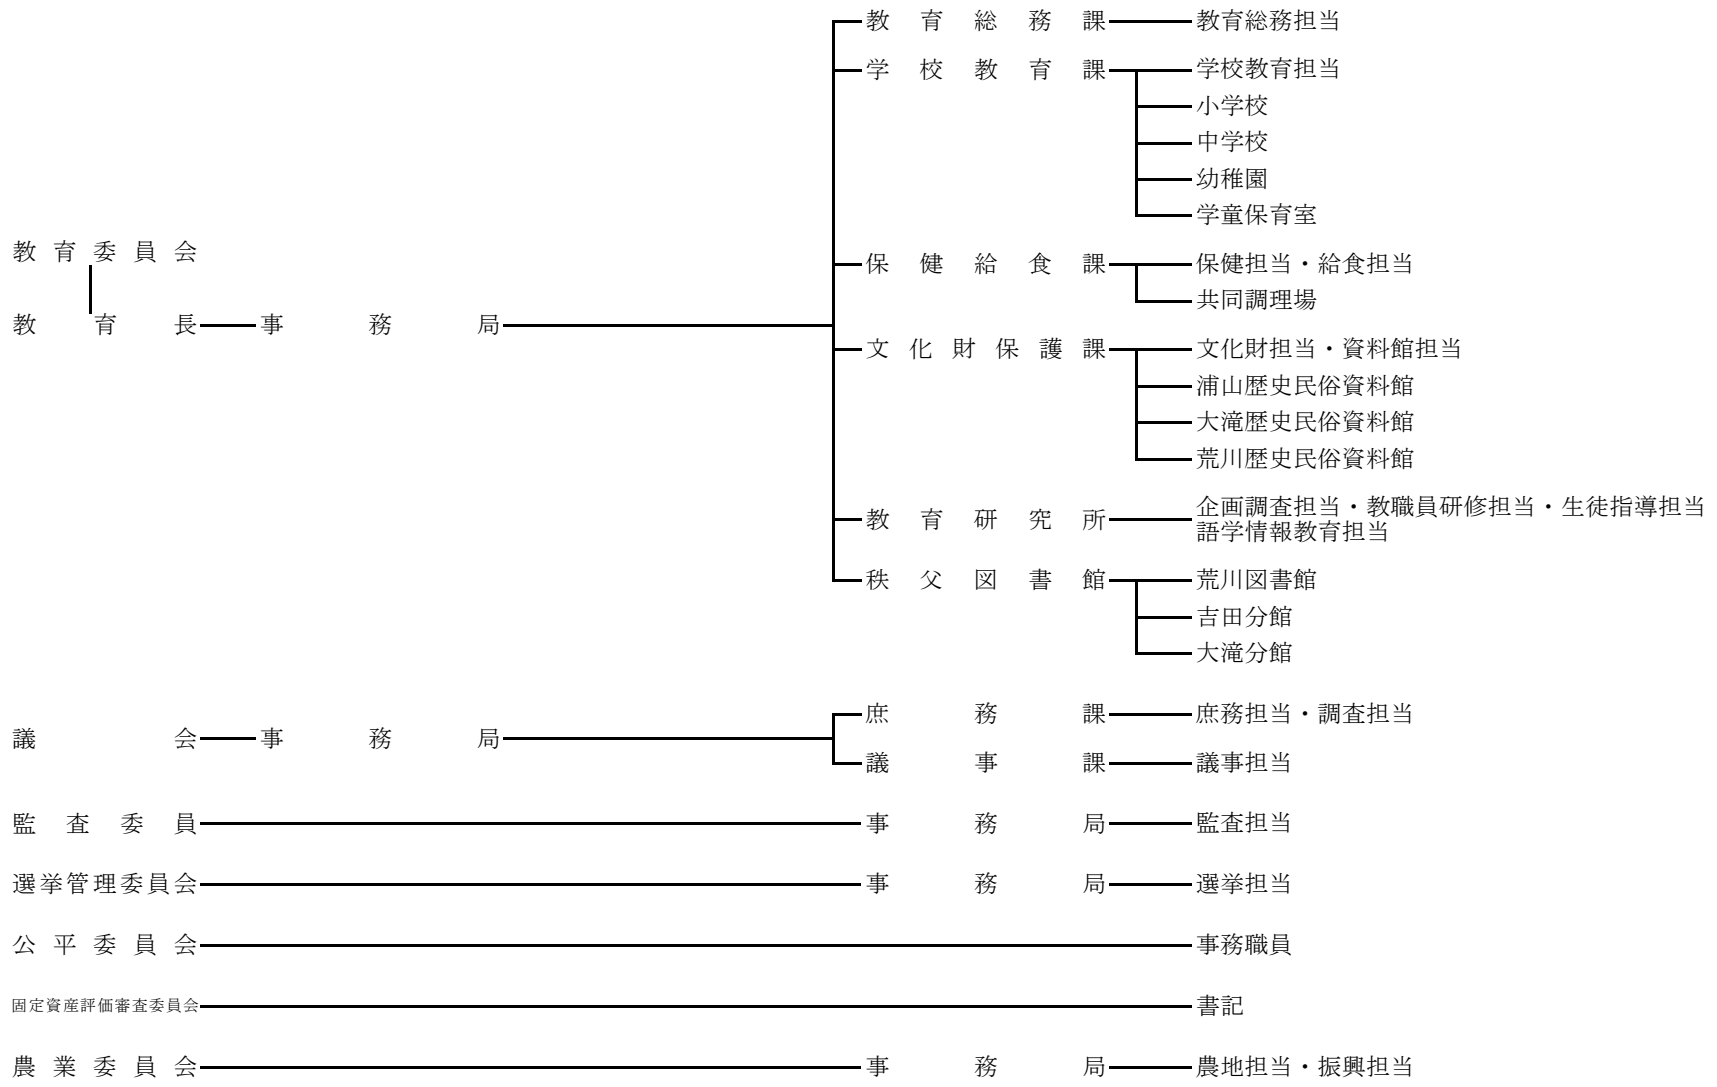 教育総務課 教育総務担当
学校教育課 学校教育担当
小学校
中学校
幼稚園
学童保育室
教育委員会
保健給食課 保健担当・給食担当
共同調理場
教育長 事務局
文化財保護課 文化財担当・資料館担当
浦山歴史民俗資料館
大滝歴史民俗資料館
荒川歴史民俗資料館
教育研究所 企画調査担当・教職員研修担当・生徒指導担当
語学情報教育担当
秩父図書館 荒川図書館
吉田分館
大滝分館
庶務課 庶務担当・調査担当
議会 事務局
議事課 議事担当
監査委員 事務局 監査担当
選挙管理委員会 事務局 選挙担当
公平委員会 事務職員
固定資産評価審査委員会 書記
農業委員会 事務局 農地担当・振興担当